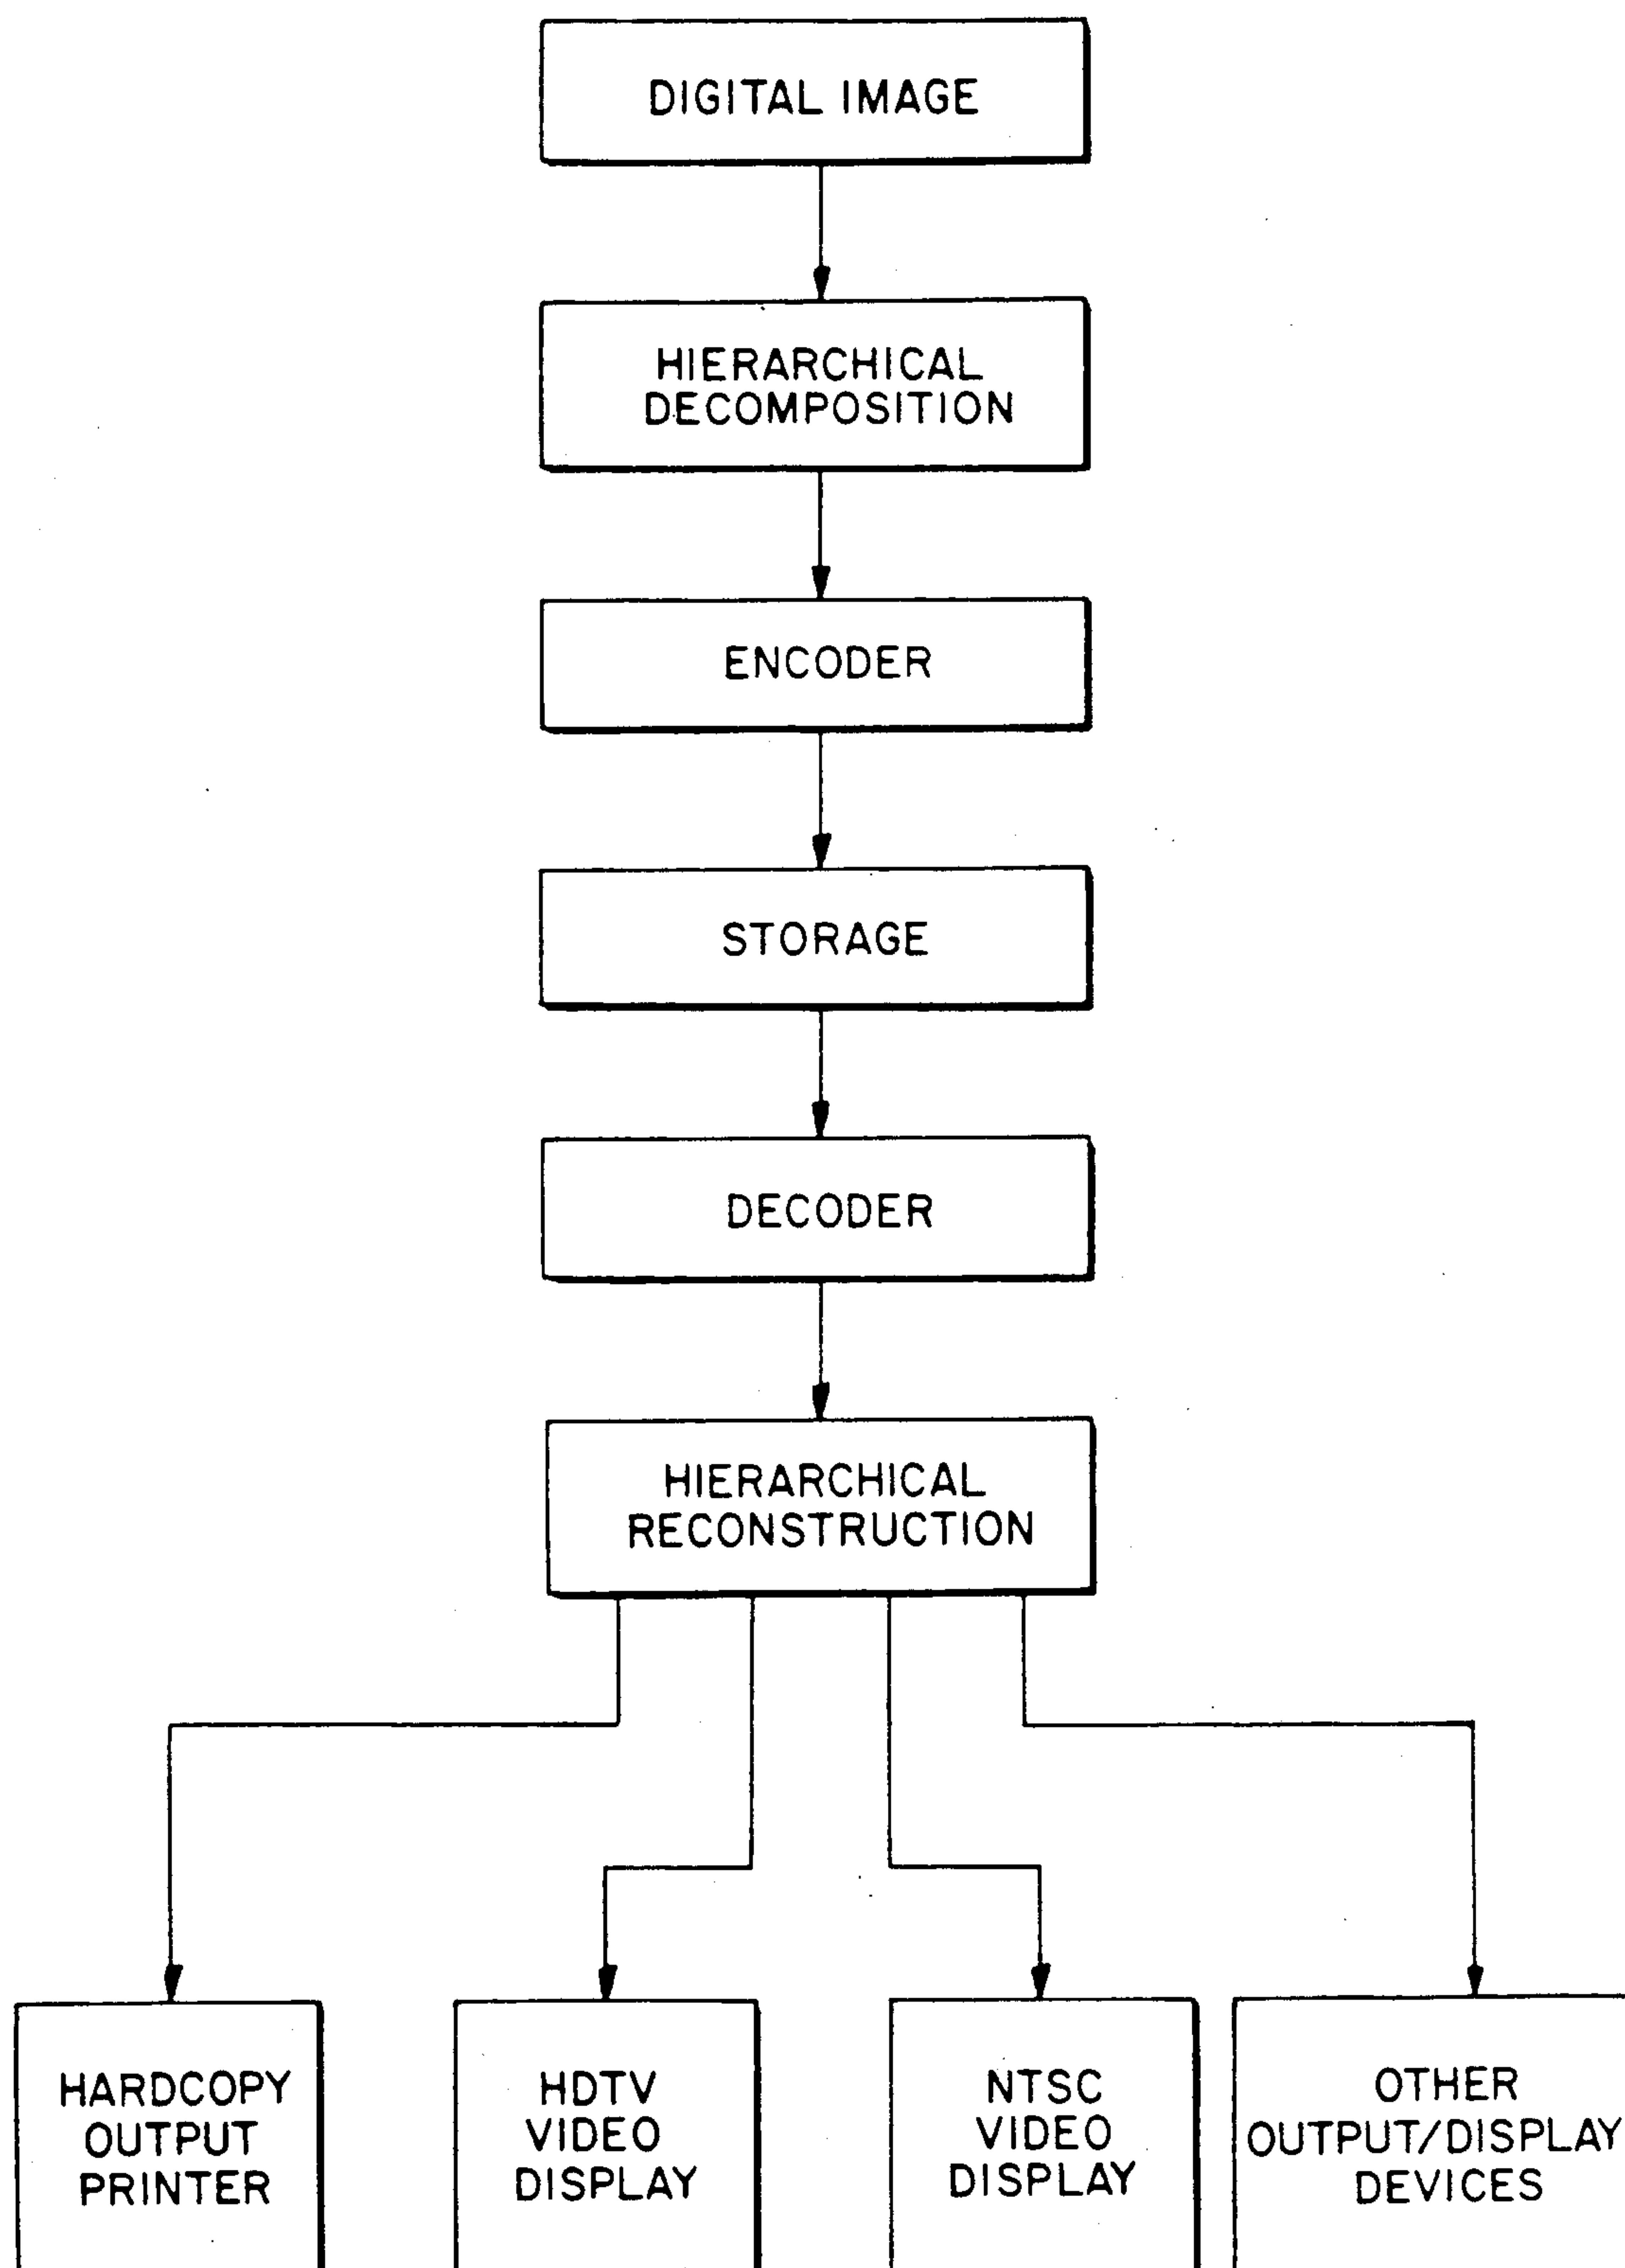 DIGITAL IMAGE
HIERARCHICAL
DECOMPOSITION
ENCODER
STORAGE
DECODER
HIERARCHICAL
RECONSTRUCTION
HARDCOPY
OUTPUT
PRINTER
HDTV
VIDEO
DISPLAY
NTSC
VIDEO
DISPLAY
OTHER
OUTPUT/DISPLAY
DEVICES